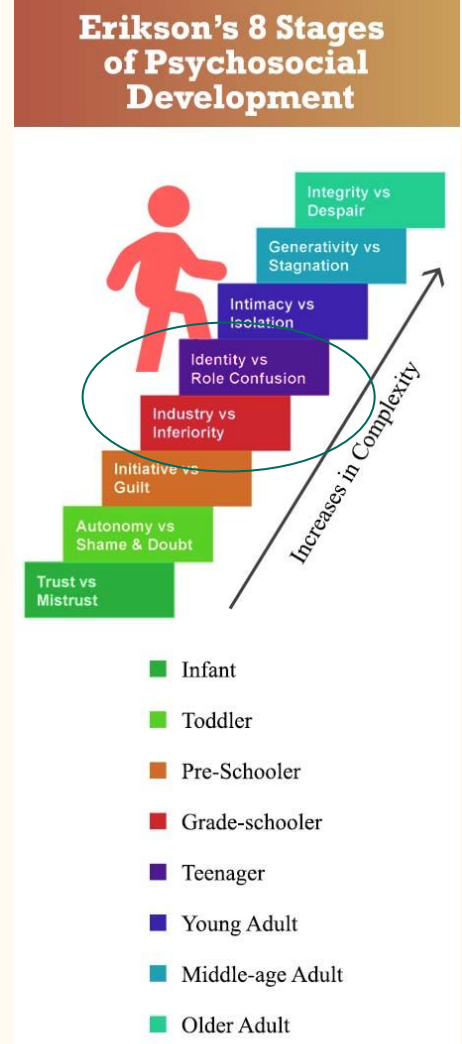 Erikson's 8 Stages
of Psychosocial
Development
Integrity vs
Despair
Generativity vs
Stagnation
Intimacy vs
Isolation
Identity vs
Role Confusion
Industry vs
Inferiority
Initiative vs
Guilt
Autonomy vs
Shame & Doubt
Trust vs
Mistrust
Increases in Complexity
Infant
Toddler
Pre-Schooler
Grade-schooler
Teenager
Young Adult
Middle-age Adult
Older Adult